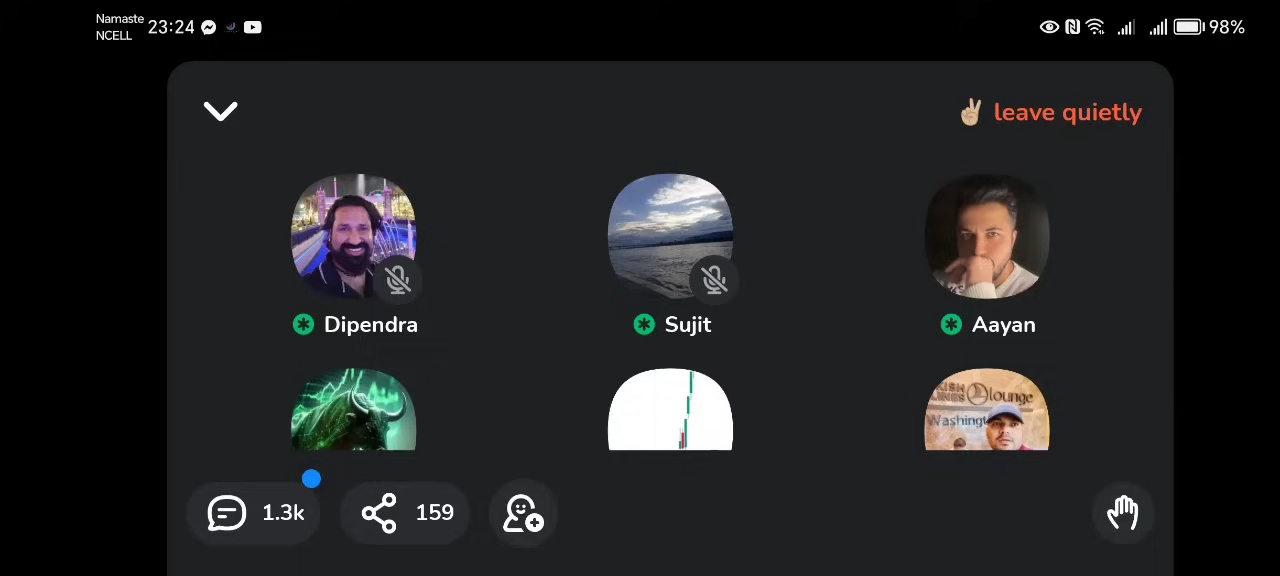 Namaste
NCELL
23:24
98%
✌🏼 leave quietly
Dipendra
Sujit
Aayan
lounge
Washingt
1.3k
159